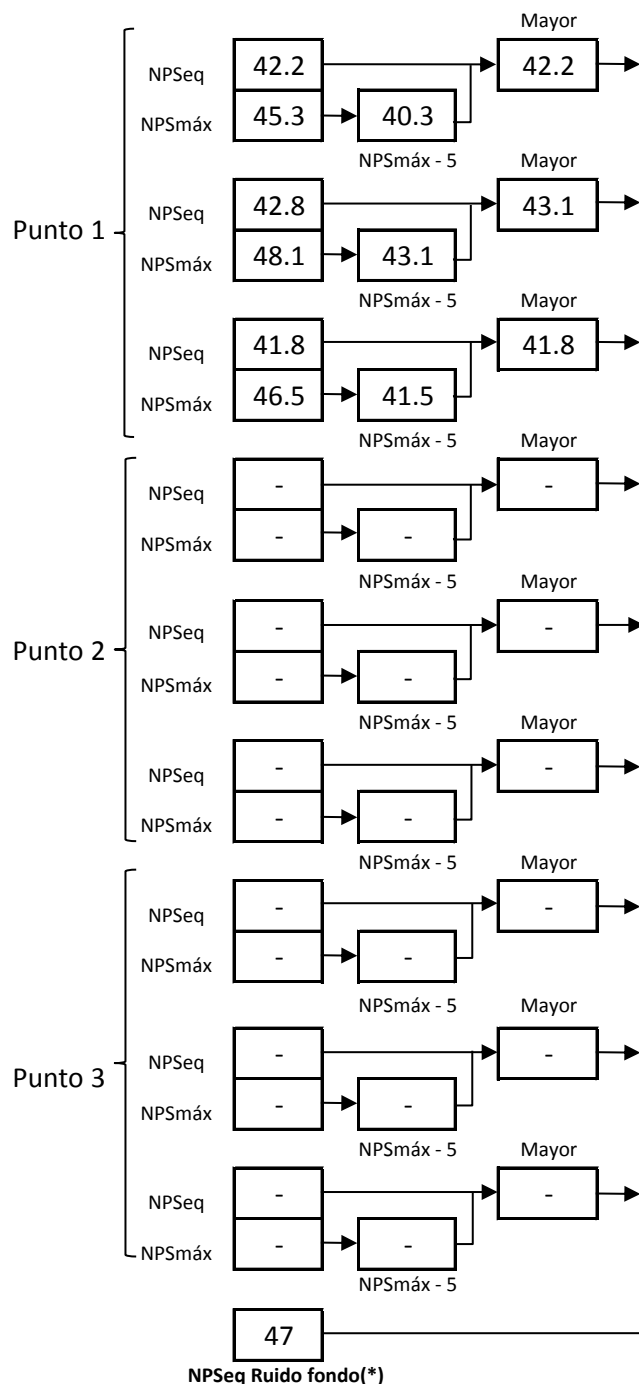 Mayor
NPSeq 42.2 42.2
NPSmáx 45.3 40.3
NPSmáx - 5
Mayor
Punto 1
NPSeq 42.8 43.1
NPSmáx 48.1 43.1
NPSmáx - 5
Mayor
NPSeq 41.8 41.8
NPSmáx 46.5 41.5
NPSmáx - 5
Mayor
NPSeq - -
NPSmáx - -
NPSmáx - 5
Mayor
Punto 2
NPSeq - -
NPSmáx - -
NPSmáx - 5
Mayor
NPSeq - -
NPSmáx - -
NPSmáx - 5
Mayor
NPSeq - -
NPSmáx - -
NPSmáx - 5
Mayor
Punto 3
NPSeq - -
NPSmáx - -
NPSmáx - 5
Mayor
NPSeq - -
NPSmáx - -
NPSmáx - 5
47
NPSeq Ruido fondo(*)